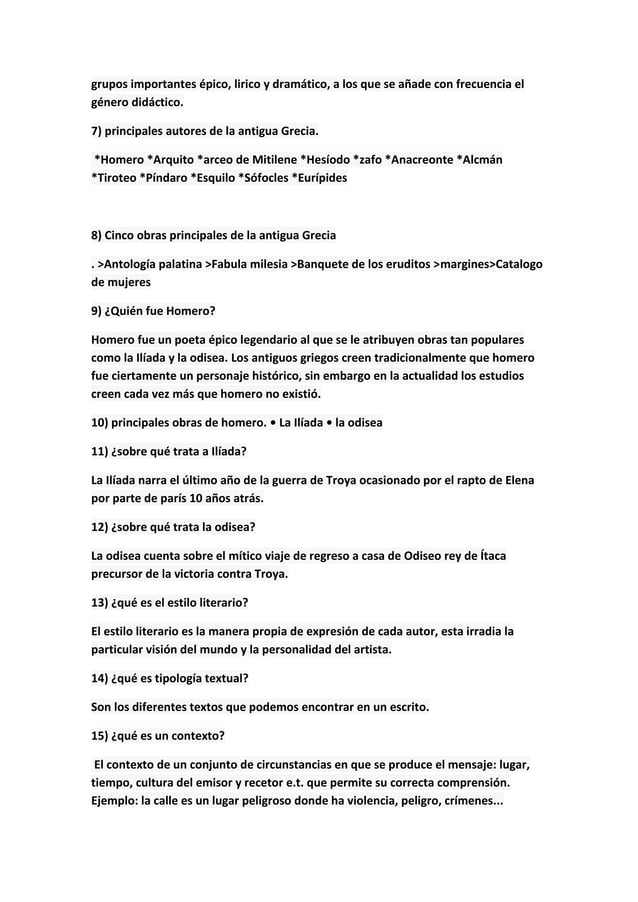 grupos importantes épico, lirico y dramático, a los que se añade con frecuencia el
género didáctico.
7) principales autores de la antigua Grecia.
*Homero *Arquito *arceo de Mitilene *Hesíodo *zafo *Anacreonte *Alcmán
*Tiroteo *Píndaro *Esquilo *Sófocles *Eurípides
8) Cinco obras principales de la antigua Grecia
. >Antología palatina >Fabula milesia >Banquete de los eruditos >margines>Catalogo
de mujeres
9) ¿Quién fue Homero?
Homero fue un poeta épico legendario al que se le atribuyen obras tan populares
como la Ilíada y la odisea. Los antiguos griegos creen tradicionalmente que homero
fue ciertamente un personaje histórico, sin embargo en la actualidad los estudios
creen cada vez más que homero no existió.
10) principales obras de homero. • La Ilíada • la odisea
11) ¿sobre qué trata a Ilíada?
La Ilíada narra el último año de la guerra de Troya ocasionado por el rapto de Elena
por parte de parís 10 años atrás.
12) ¿sobre qué trata la odisea?
La odisea cuenta sobre el mítico viaje de regreso a casa de Odiseo rey de Ítaca
precursor de la victoria contra Troya.
13) ¿qué es el estilo literario?
El estilo literario es la manera propia de expresión de cada autor, esta irradia la
particular visión del mundo y la personalidad del artista.
14) ¿qué es tipología textual?
Son los diferentes textos que podemos encontrar en un escrito.
15) ¿qué es un contexto?
El contexto de un conjunto de circunstancias en que se produce el mensaje: lugar,
tiempo, cultura del emisor y recetor e.t. que permite su correcta comprensión.
Ejemplo: la calle es un lugar peligroso donde ha violencia, peligro, crímenes...